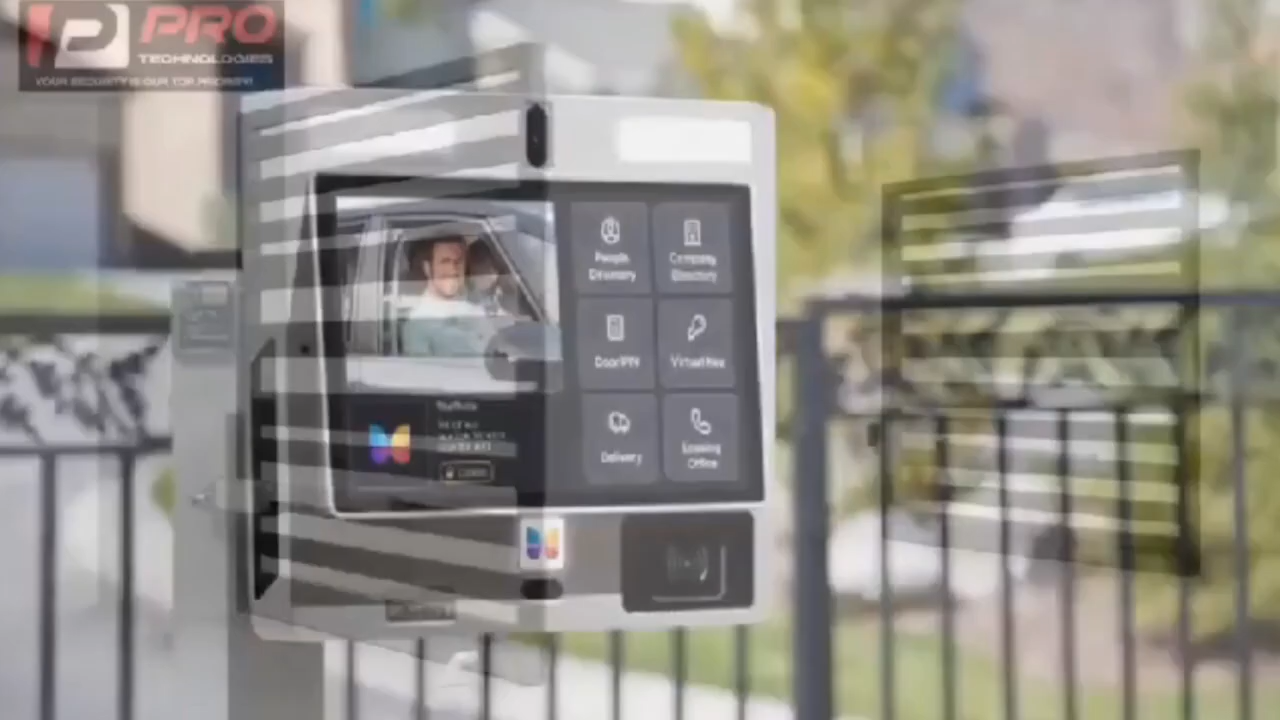 PRO
TECHNOLOGIES
YOUR SECURITY IS OUR TOP PRIORITY
People
Directory
Company
Directory
Door PIN
Virtual Key
Delivery
Leasing
Office